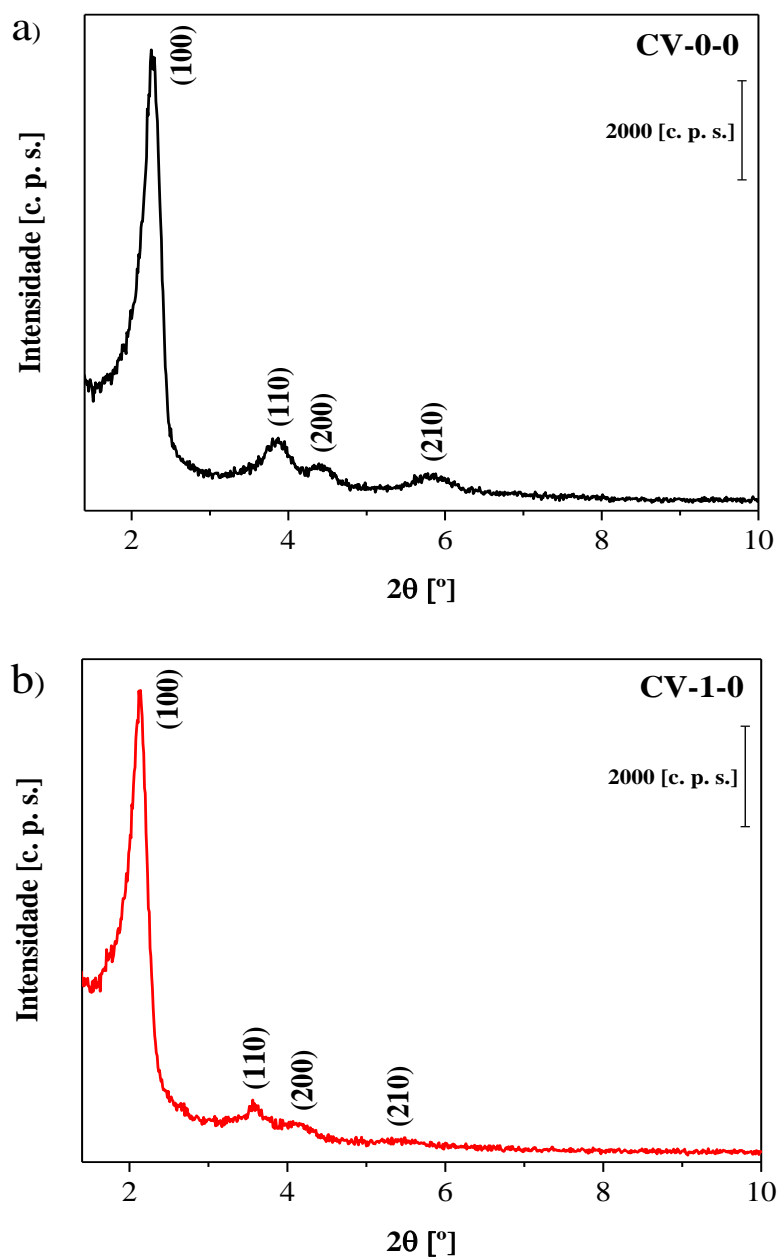 a)
CV-0-0
(100)
2000 [c. p. s.]
Intensidade [c. p. s.]
(110)
(200)
(210)
2 4 6 8 10
2θ [º]
b)
CV-1-0
(100)
2000 [c. p. s.]
Intensidade [c. p. s.]
(110)
(200)
(210)
2 4 6 8 10
2θ [º]